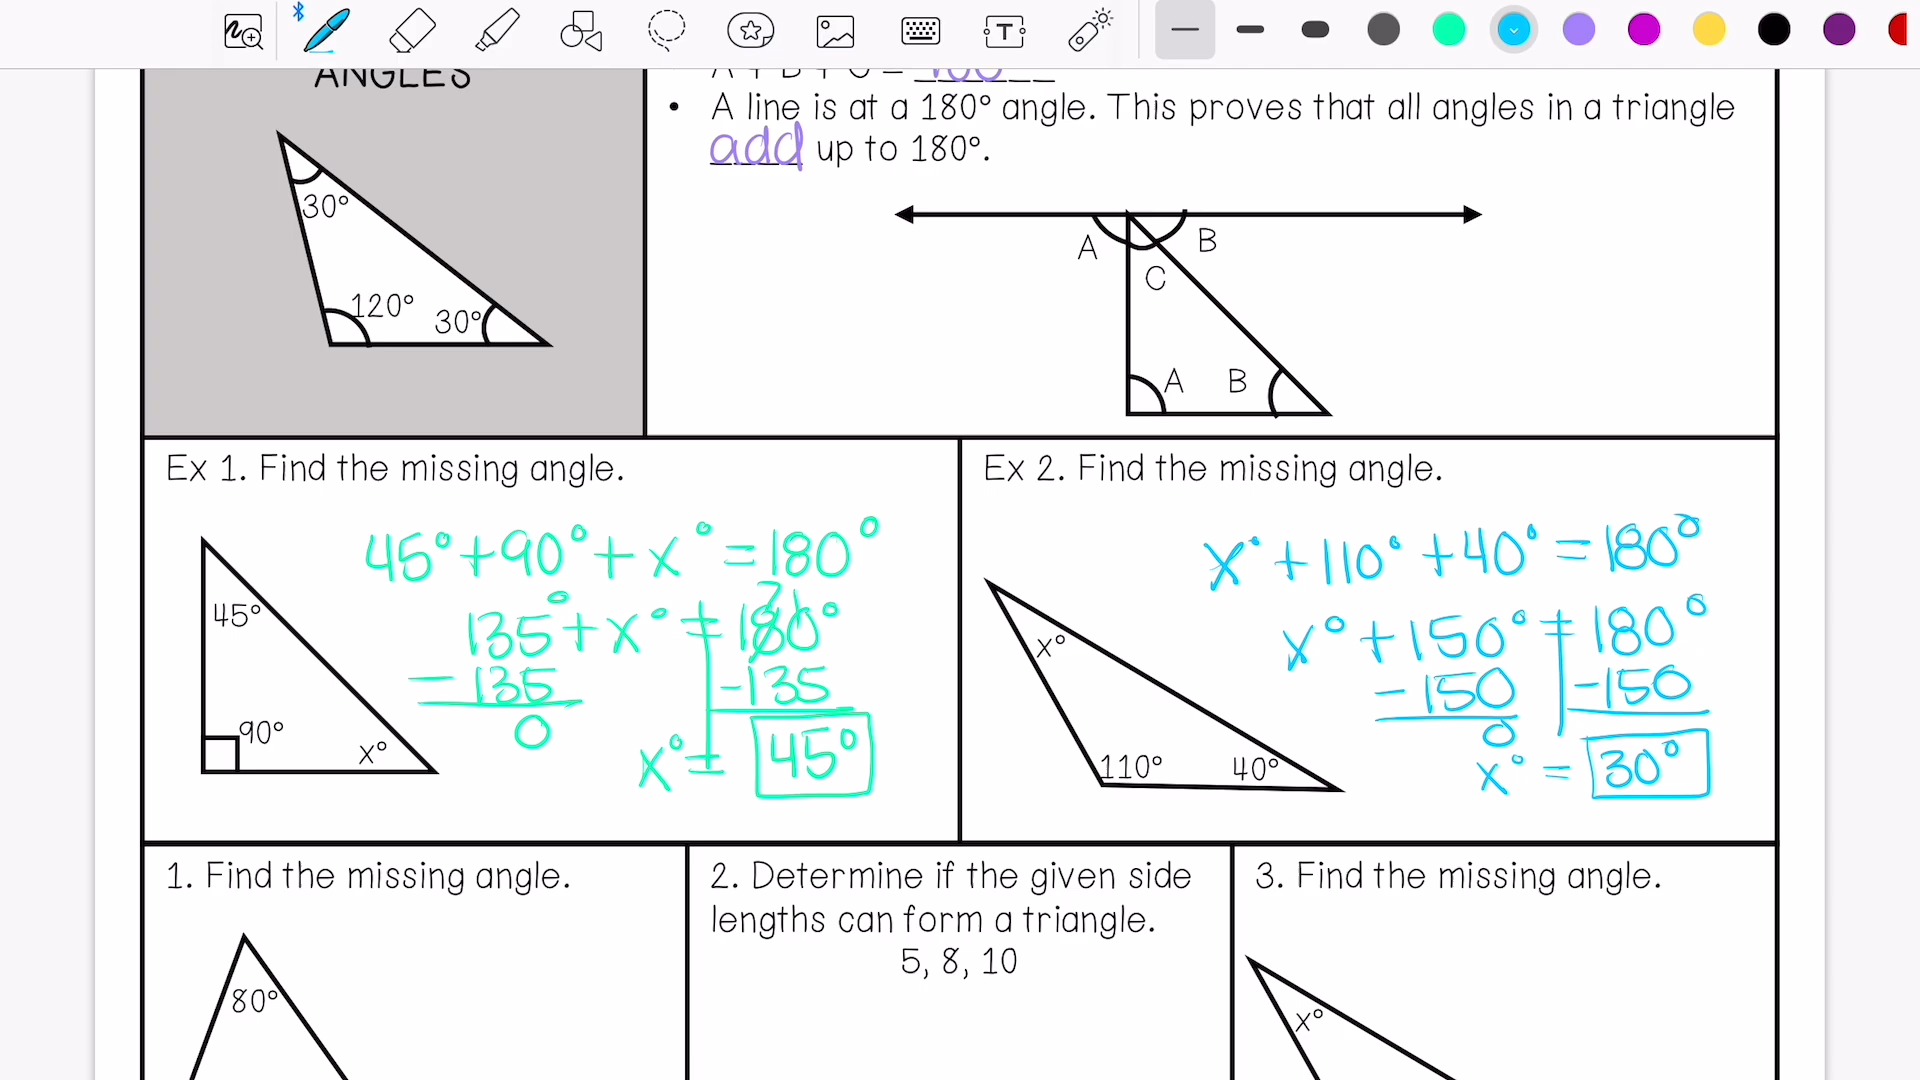 ANGLES
A + B + C = 180
• A line is at a 180° angle. This proves that all angles in a triangle
add up to 180°.
30°
120°
30°
A
B
C
A
B
Ex 1. Find the missing angle.
45°
90°
x°
45° + 90° + x° = 180°
135° + x° = 180°
7 1
- 135
-135
0
x° = 45°
Ex 2. Find the missing angle.
x°
110°
40°
x° + 110° + 40° = 180°
x° + 150° = 180°
- 150
-150
0
x° = 30°
1. Find the missing angle.
80°
2. Determine if the given side
lengths can form a triangle.
5, 8, 10
3. Find the missing angle.
x°